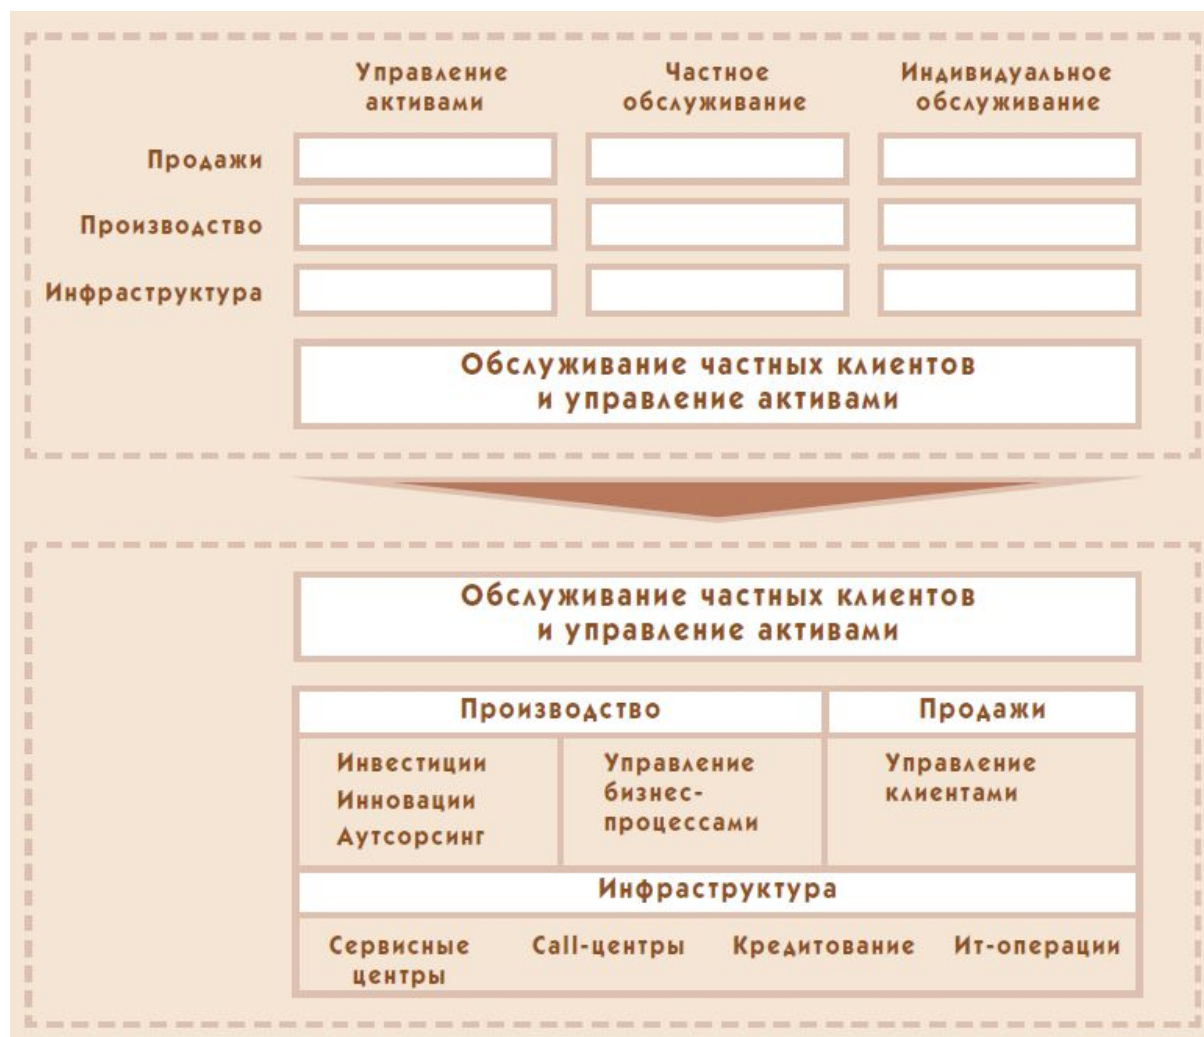 Управление
активами
Частное
обслуживание
Индивидуальное
обслуживание
Продажи
Производство
Инфраструктура
Обслуживание частных клиентов
и управление активами
Обслуживание частных клиентов
и управление активами
Производство
Продажи
Инвестиции
Инновации
Аутсорсинг
Управление
бизнес-
процессами
Управление
клиентами
Инфраструктура
Сервисные
центры
Call-центры
Кредитование
Ит-операции